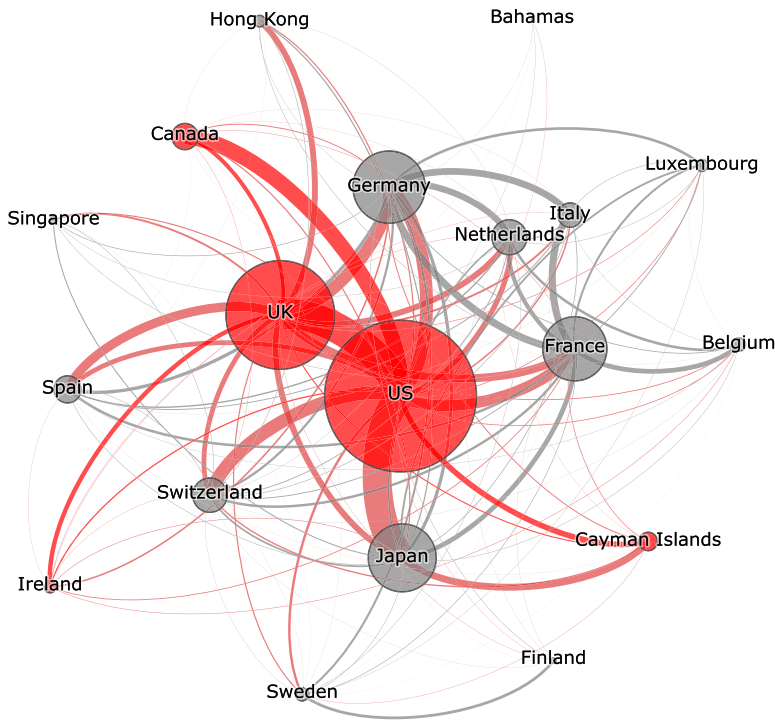 Hong Kong
Bahamas
Canada
Luxembourg
Germany
Singapore
Italy
Netherlands
UK
Belgium
France
Spain
US
Switzerland
Cayman Islands
Japan
Ireland
Finland
Sweden